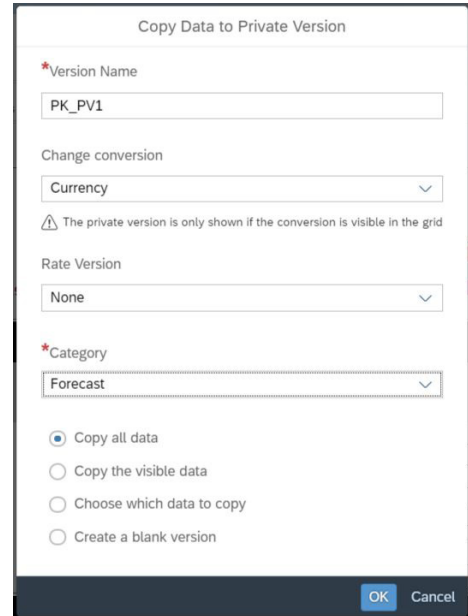 Copy Data to Private Version
*Version Name
PK_PV1
Change conversion
Currency
The private version is only shown if the conversion is visible in the grid
Rate Version
None
*Category
Forecast
Copy all data
Copy the visible data
Choose which data to copy
Create a blank version
OK Cancel